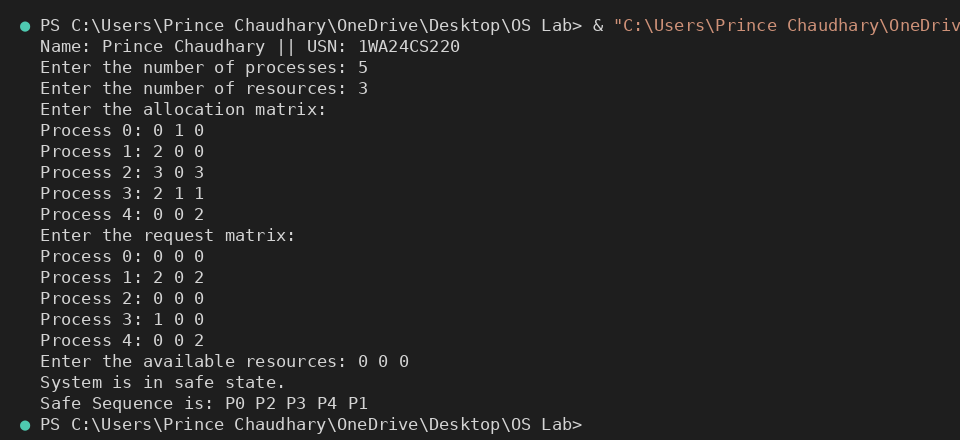 PS C:\Users\Prince Chaudhary\OneDrive\Desktop\OS Lab> & "C:\Users\Prince Chaudhary\OneDriv
Name: Prince Chaudhary || USN: 1WA24CS220
Enter the number of processes: 5
Enter the number of resources: 3
Enter the allocation matrix:
Process 0: 0 1 0
Process 1: 2 0 0
Process 2: 3 0 3
Process 3: 2 1 1
Process 4: 0 0 2
Enter the request matrix:
Process 0: 0 0 0
Process 1: 2 0 2
Process 2: 0 0 0
Process 3: 1 0 0
Process 4: 0 0 2
Enter the available resources: 0 0 0
System is in safe state.
Safe Sequence is: P0 P2 P3 P4 P1
PS C:\Users\Prince Chaudhary\OneDrive\Desktop\OS Lab>